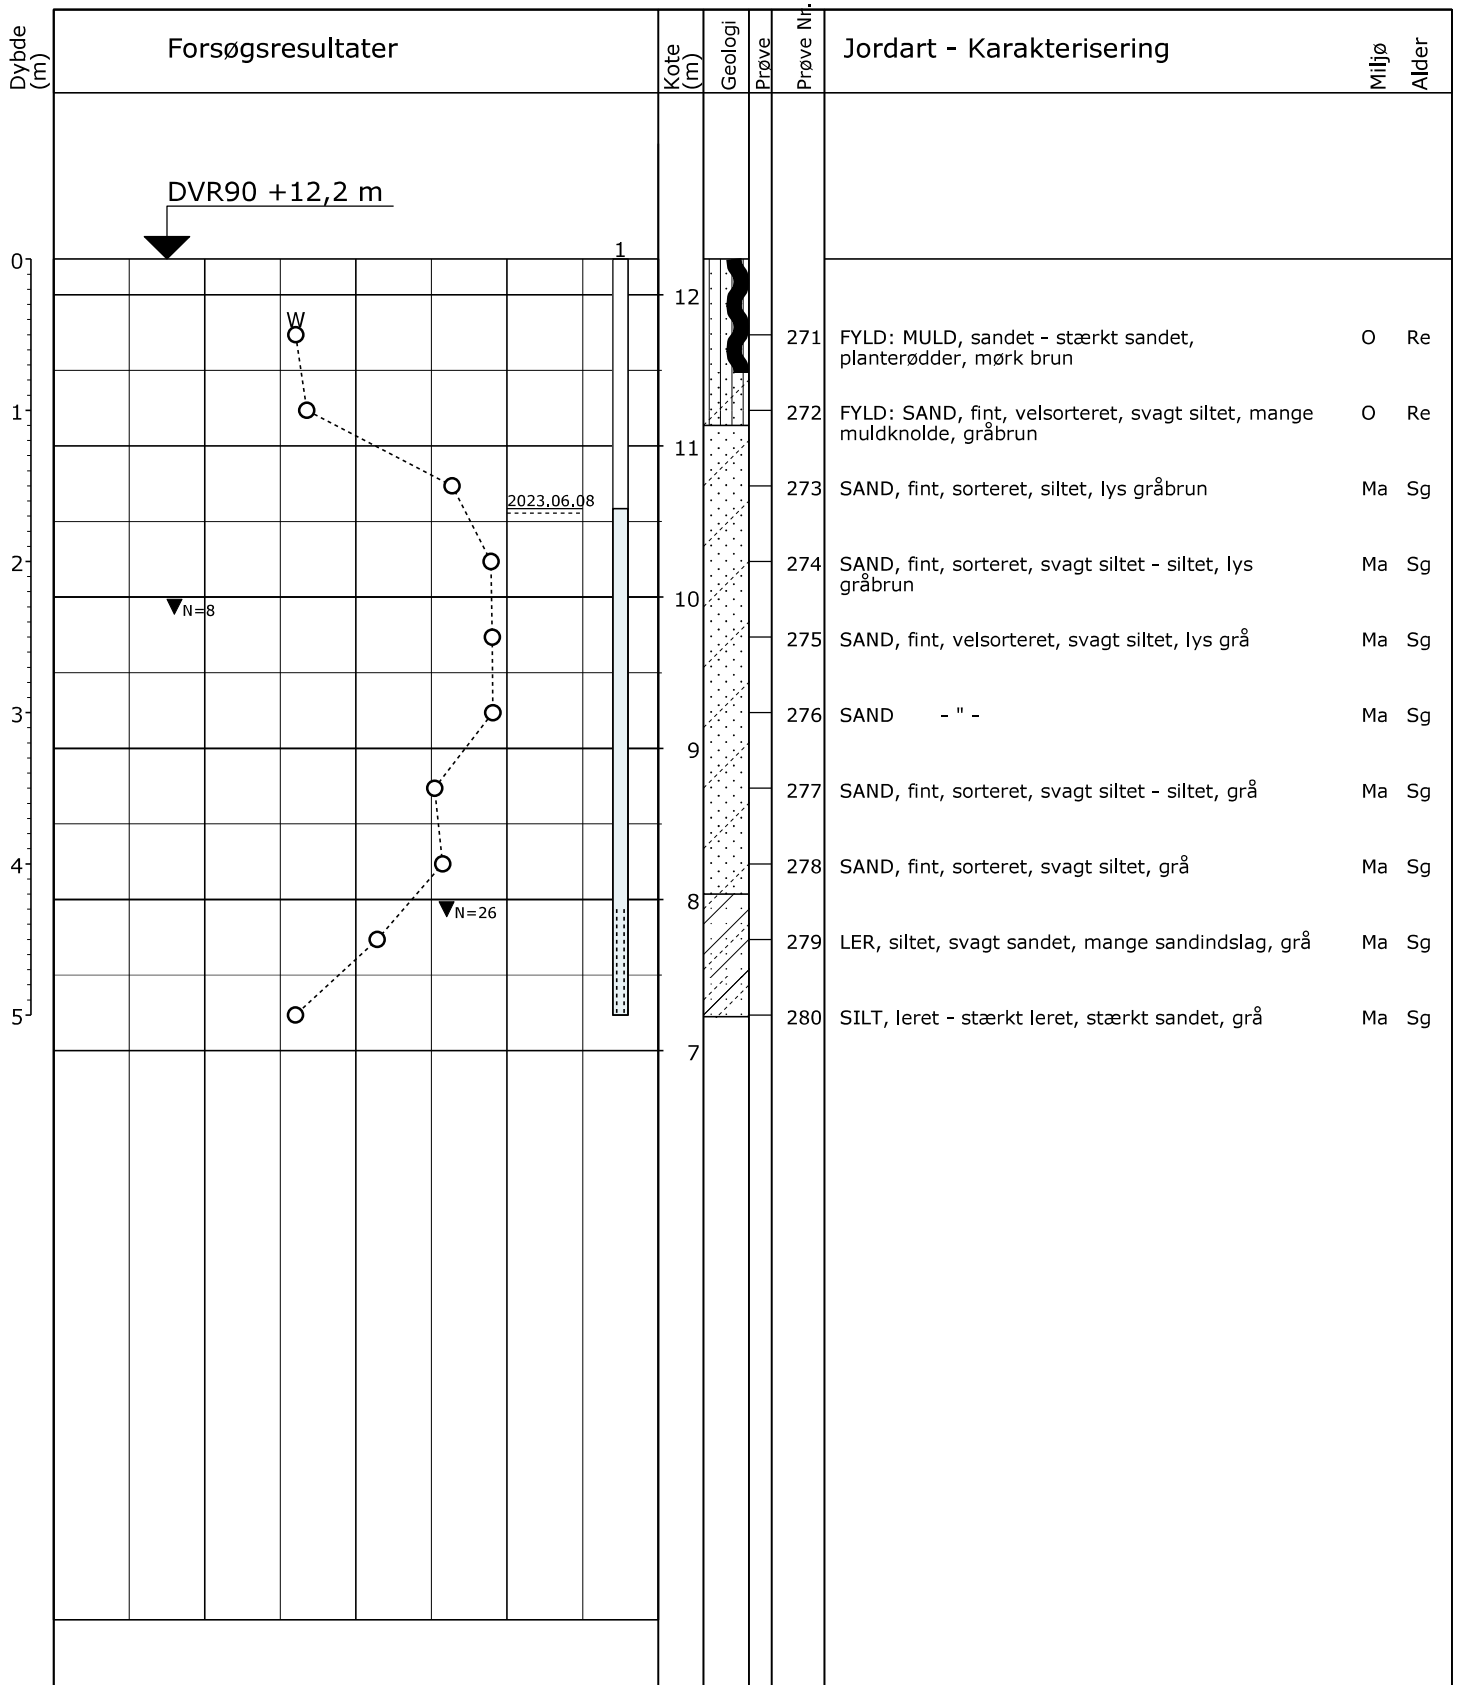 Dybde
(m)
Forsøgsresultater
Kote
(m)
Geologi
Prøve
Prøve Nr.
Jordart - Karakterisering
Miljø
Alder
DVR90 +12,2 m
0
1
12
W
271 FYLD: MULD, sandet - stærkt sandet, O Re
planterødder, mørk brun
1
272 FYLD: SAND, fint, velsorteret, svagt siltet, mange O Re
muldknolde, gråbrun
11
273 SAND, fint, sorteret, siltet, lys gråbrun Ma Sg
2023.06.08
2
274 SAND, fint, sorteret, svagt siltet - siltet, lys Ma Sg
gråbrun
10
N=8
275 SAND, fint, velsorteret, svagt siltet, lys grå Ma Sg
3
276 SAND - " - Ma Sg
9
277 SAND, fint, sorteret, svagt siltet - siltet, grå Ma Sg
4
278 SAND, fint, sorteret, svagt siltet, grå Ma Sg
8
N=26
279 LER, siltet, svagt sandet, mange sandindslag, grå Ma Sg
5
280 SILT, leret - stærkt leret, stærkt sandet, grå Ma Sg
7